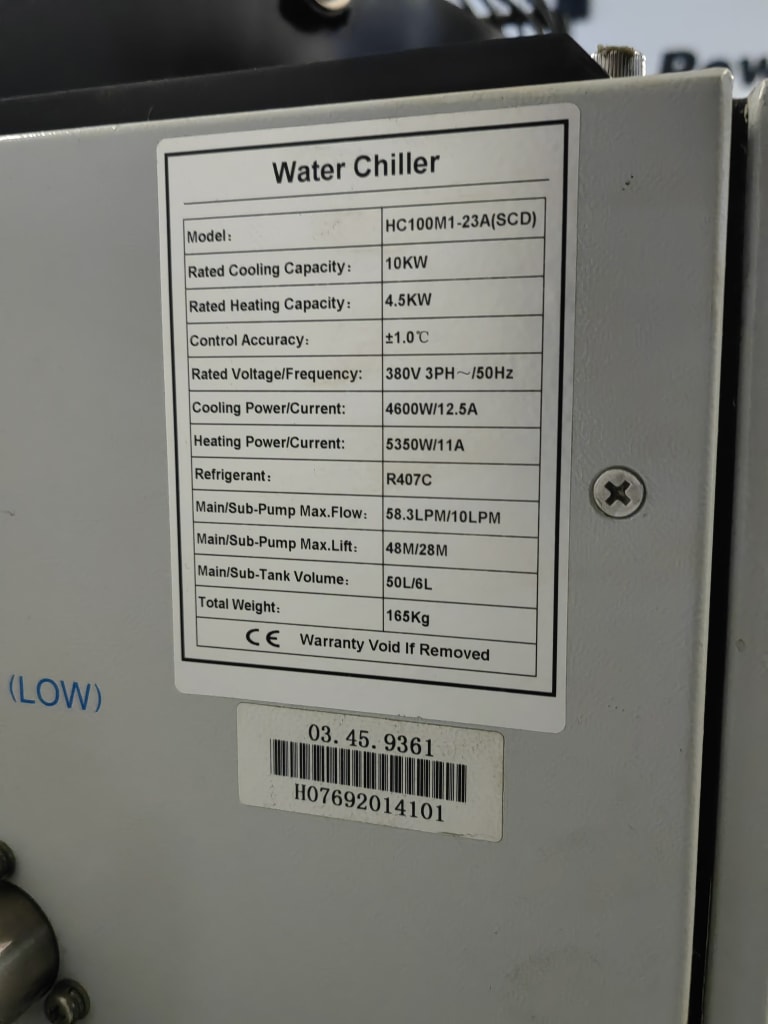 Water Chiller
Model: HC100M1-23A(SCD)
Rated Cooling Capacity: 10KW
Rated Heating Capacity: 4.5KW
Control Accuracy: ±1.0℃
Rated Voltage/Frequency: 380V 3PH～/50Hz
Cooling Power/Current: 4600W/12.5A
Heating Power/Current: 5350W/11A
Refrigerant: R407C
Main/Sub-Pump Max.Flow: 58.3LPM/10LPM
Main/Sub-Pump Max.Lift: 48M/28M
Main/Sub-Tank Volume: 50L/6L
Total Weight: 165Kg
CE Warranty Void If Removed
(LOW)
03. 45. 9361
H07692014101